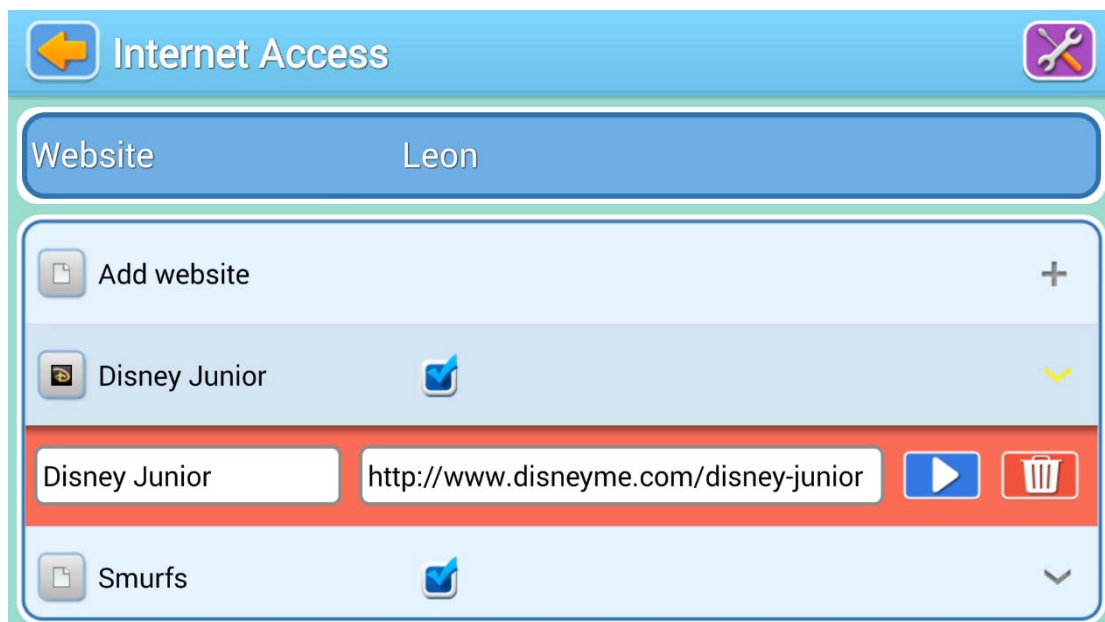 Internet Access
Website Leon
Add website
Disney Junior
Disney Junior http://www.disneyme.com/disney-junior
Smurfs